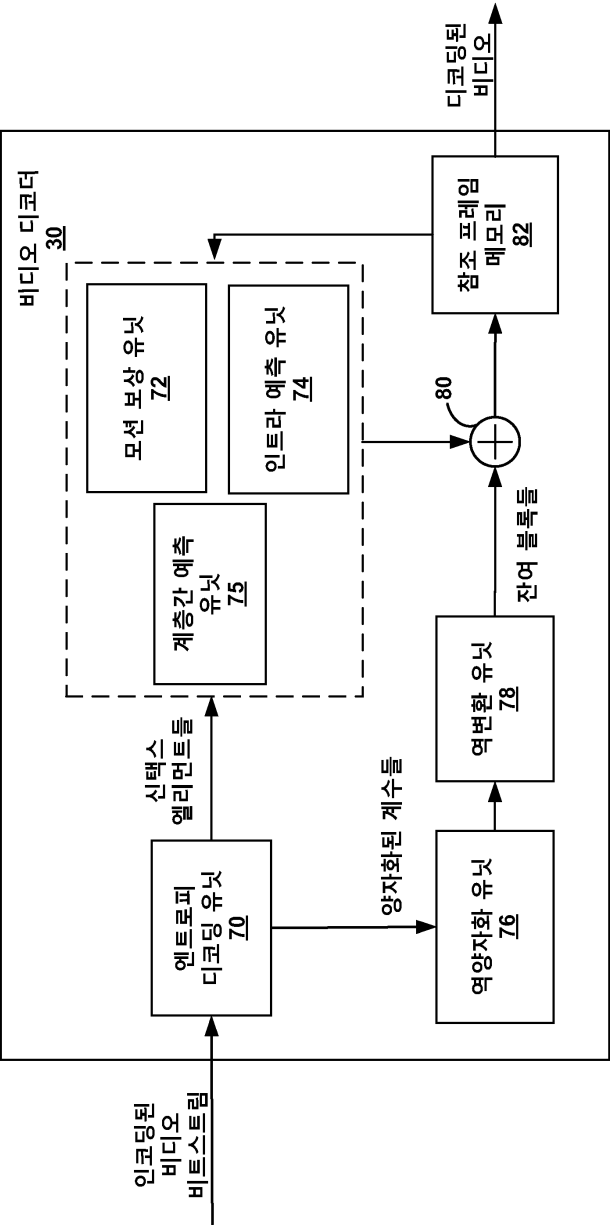 비디오 디코더
30
인코딩된
비디오
비트스트림
엔트로피
디코딩 유닛
70
신택스
엘리먼트들
계층간 예측
유닛
75
모션 보상 유닛
72
인트라 예측 유닛
74
양자화된 계수들
역양자화 유닛
76
역변환 유닛
78
잔여 블록들
80
참조 프레임
메모리
82
디코딩된
비디오